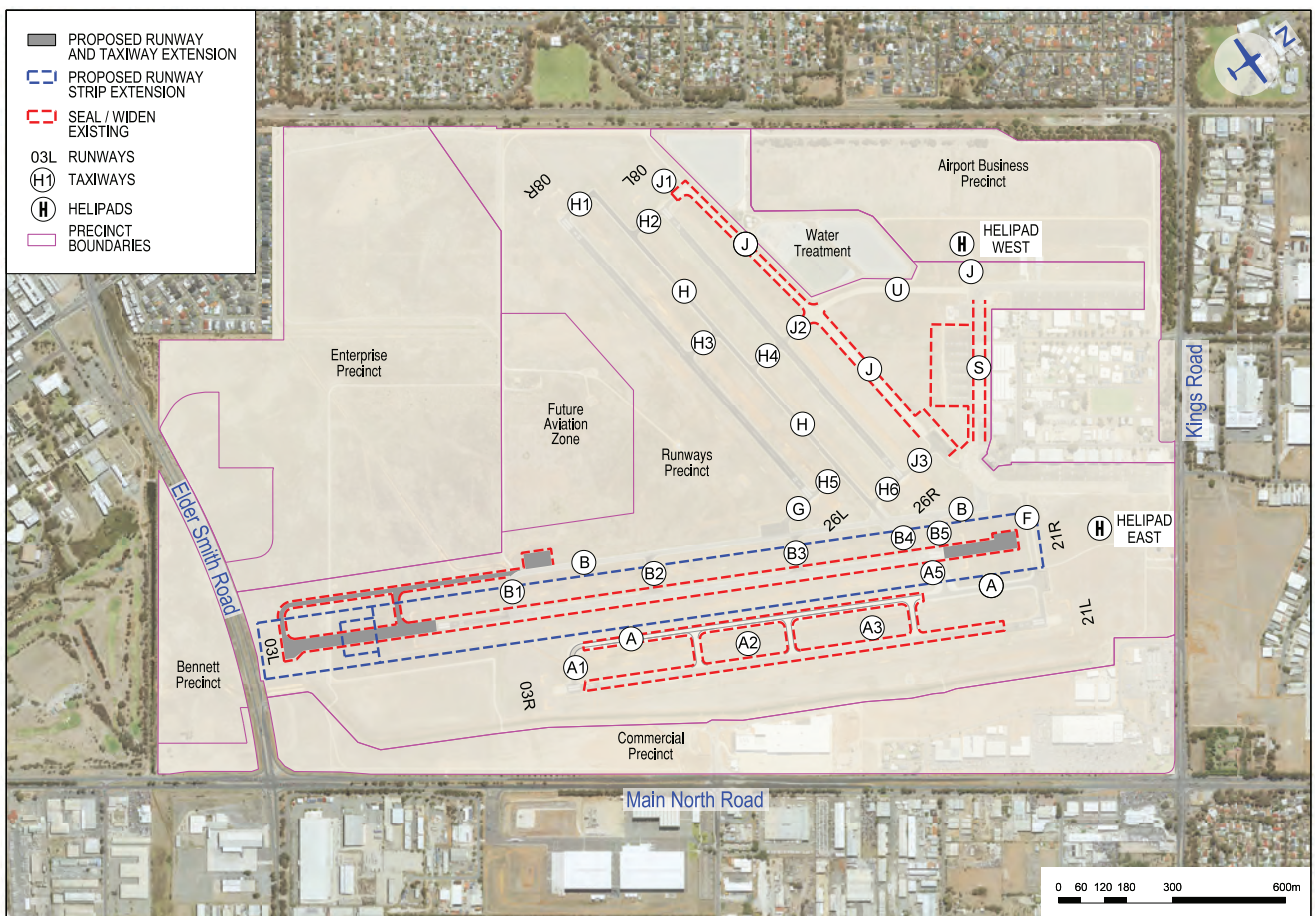 PROPOSED RUNWAY
AND TAXIWAY EXTENSION
PROPOSED RUNWAY
STRIP EXTENSION
SEAL / WIDEN
EXISTING
03L RUNWAYS
H1 TAXIWAYS
H HELIPADS
PRECINCT
BOUNDARIES
N
08R
08L
J1
H1
H2
J
Airport Business
Precinct
Water
Treatment
H HELIPAD
WEST
J
U
H
J2
H3
H4
J
S
Enterprise
Precinct
Future
Aviation
Zone
Runways
Precinct
H
Kings Road
J3
H5
H6
G
26L
26R
B
F
21R
H HELIPAD
EAST
B4
B5
B3
B
B2
B1
A5
A
21L
Elder Smith Road
03L
Bennett
Precinct
A
A2
A3
A1
03R
Commercial
Precinct
Main North Road
0 60 120 180 300 600m